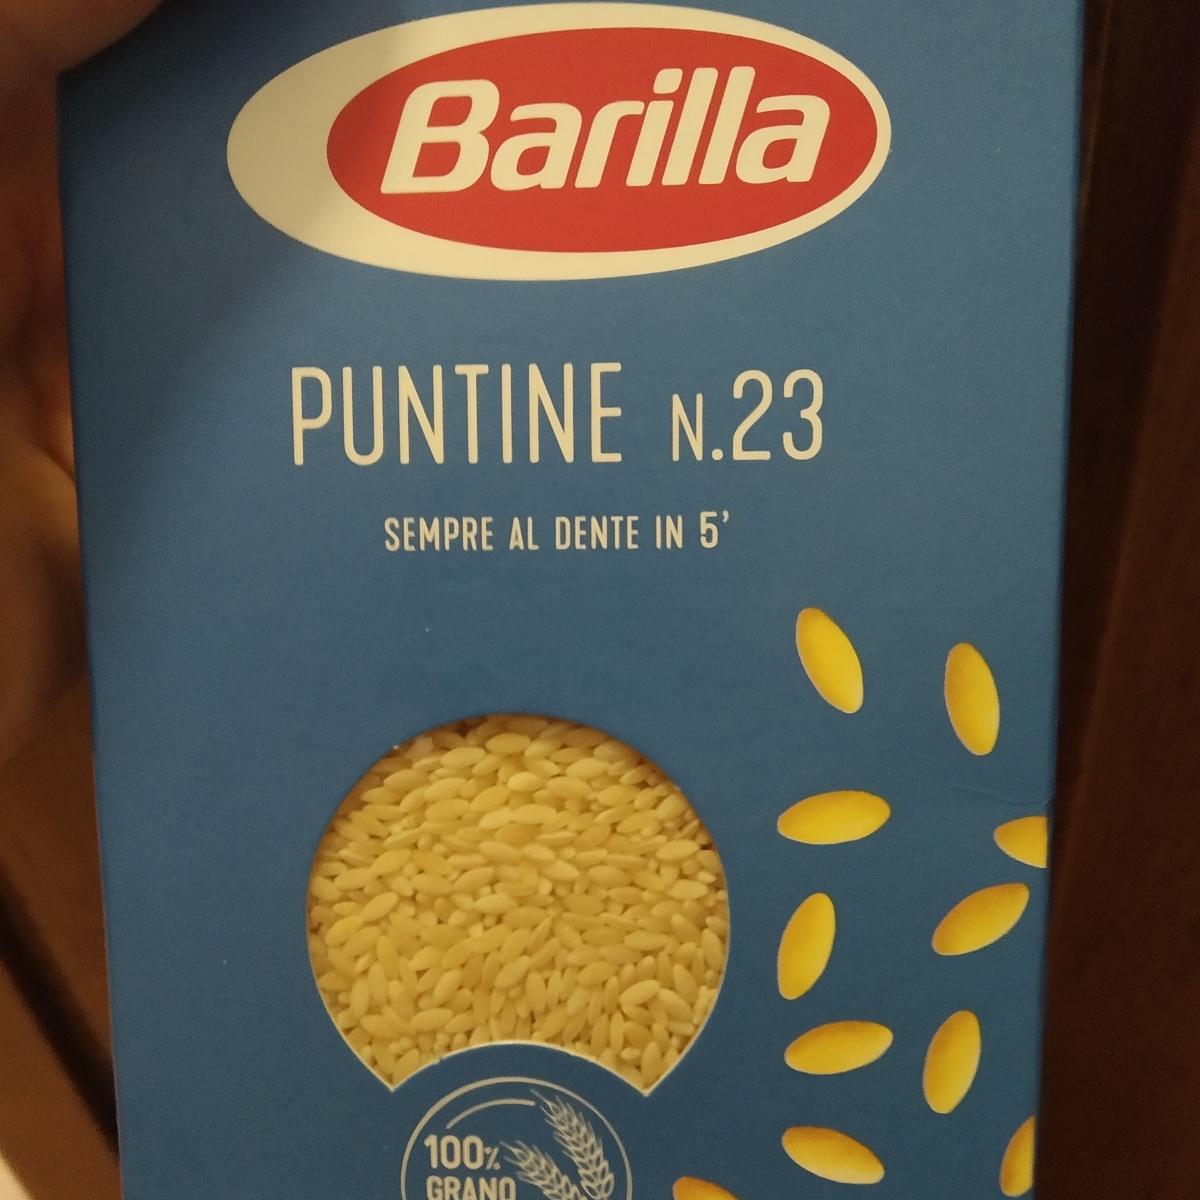 Barilla
PUNTINE N.23
SEMPRE AL DENTE IN 5'
100%
GRANO